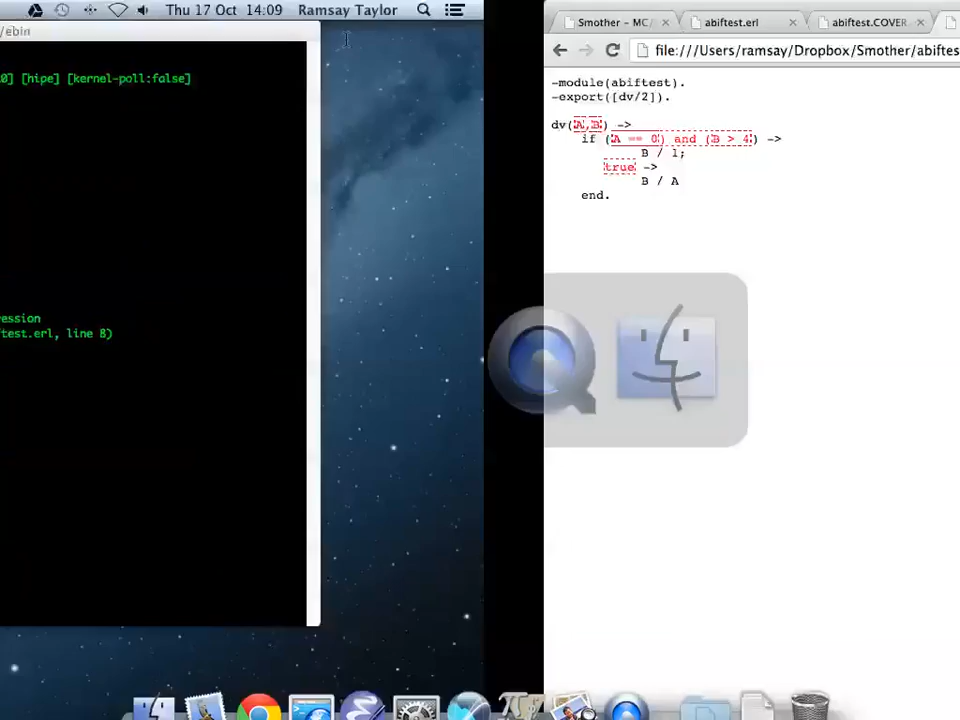 Thu 17 Oct 14:09 Ramsay Taylor
/ebin
0] [hipe] [kernel-poll:false]
ession
test.erl, line 8)
Smother – MC/
abiftest.erl
abiftest.COVER
file:///Users/ramsay/Dropbox/Smother/abiftes
-module(abiftest).
-export([dv/2]).
dv(A,B) ->
if (A == 0) and (B > 4) ->
B / 1;
true ->
B / A
end.